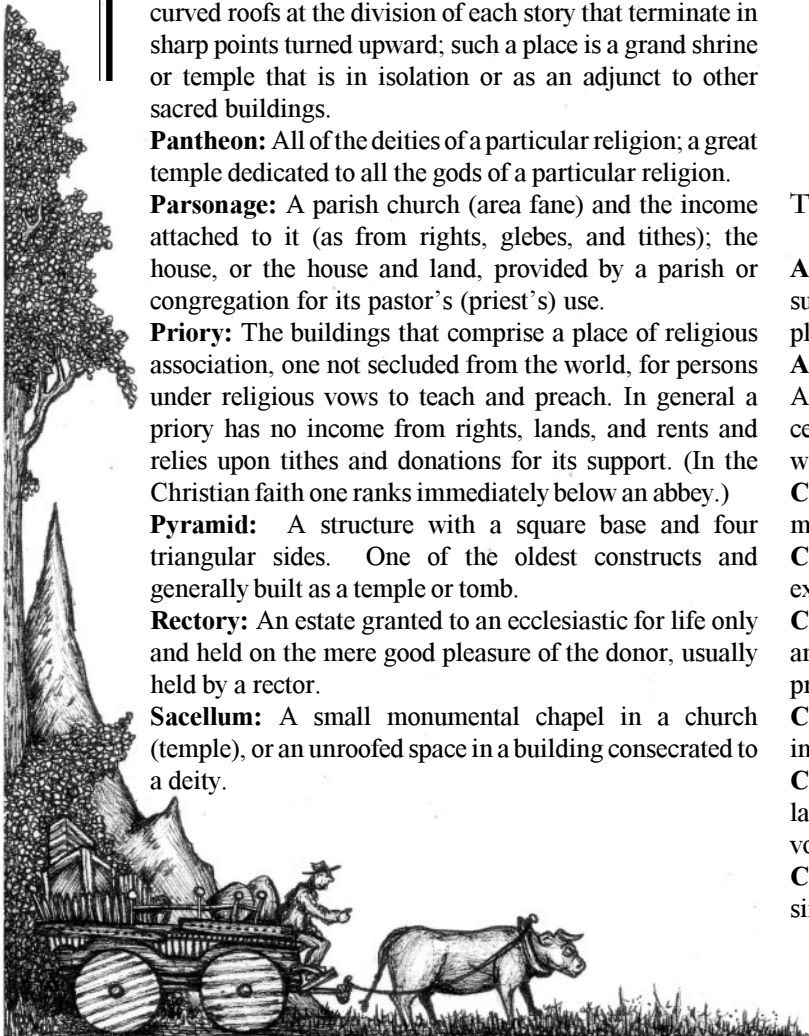 curved roofs at the division of each story that terminate in
sharp points turned upward; such a place is a grand shrine
or temple that is in isolation or as an adjunct to other
sacred buildings.
Pantheon: All of the deities of a particular religion; a great
temple dedicated to all the gods of a particular religion.
Parsonage: A parish church (area fane) and the income
attached to it (as from rights, glebes, and tithes); the
house, or the house and land, provided by a parish or
congregation for its pastor's (priest's) use.
Priory: The buildings that comprise a place of religious
association, one not secluded from the world, for persons
under religious vows to teach and preach. In general a
priory has no income from rights, lands, and rents and
relies upon tithes and donations for its support. (In the
Christian faith one ranks immediately below an abbey.)
Pyramid: A structure with a square base and four
triangular sides. One of the oldest constructs and
generally built as a temple or tomb.
Rectory: An estate granted to an ecclesiastic for life only
and held on the mere good pleasure of the donor, usually
held by a rector.
Sacellum: A small monumental chapel in a church
(temple), or an unroofed space in a building consecrated to
a deity.